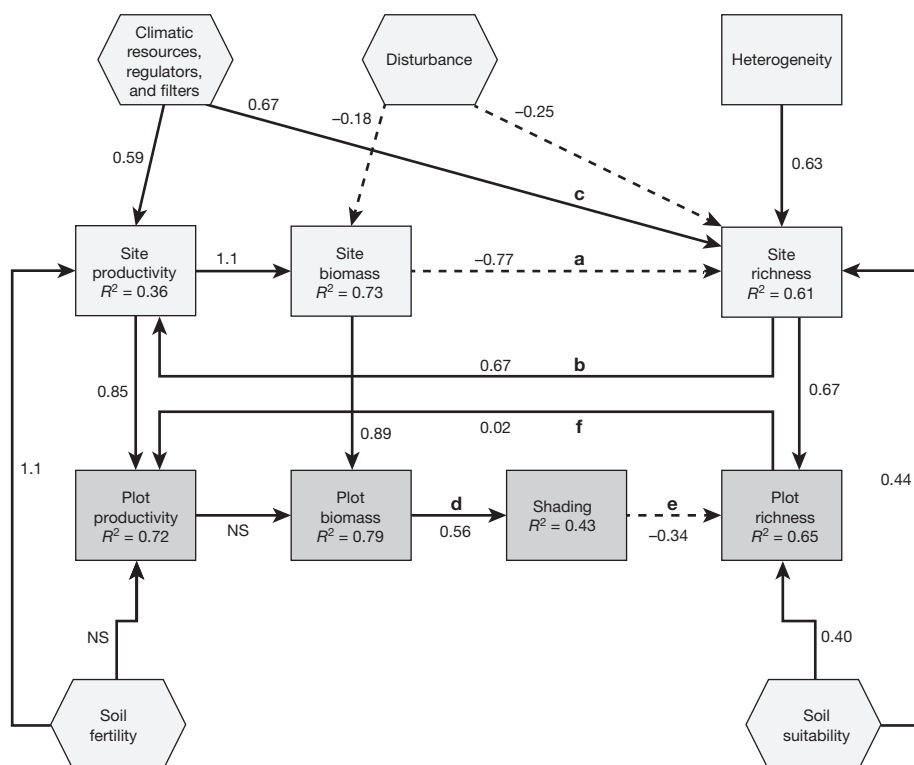 Climatic
resources,
regulators,
and filters
Disturbance
Heterogeneity
0.67
–0.18
–0.25
0.59
0.63
c
Site
productivity
R² = 0.36
1.1
Site
biomass
R² = 0.73
–0.77
a
Site
richness
R² = 0.61
0.67
b
0.85
0.67
0.02
f
0.89
1.1
0.44
Plot
productivity
R² = 0.72
NS
Plot
biomass
R² = 0.79
d
0.56
Shading
R² = 0.43
e
–0.34
Plot
richness
R² = 0.65
NS
0.40
Soil
fertility
Soil
suitability